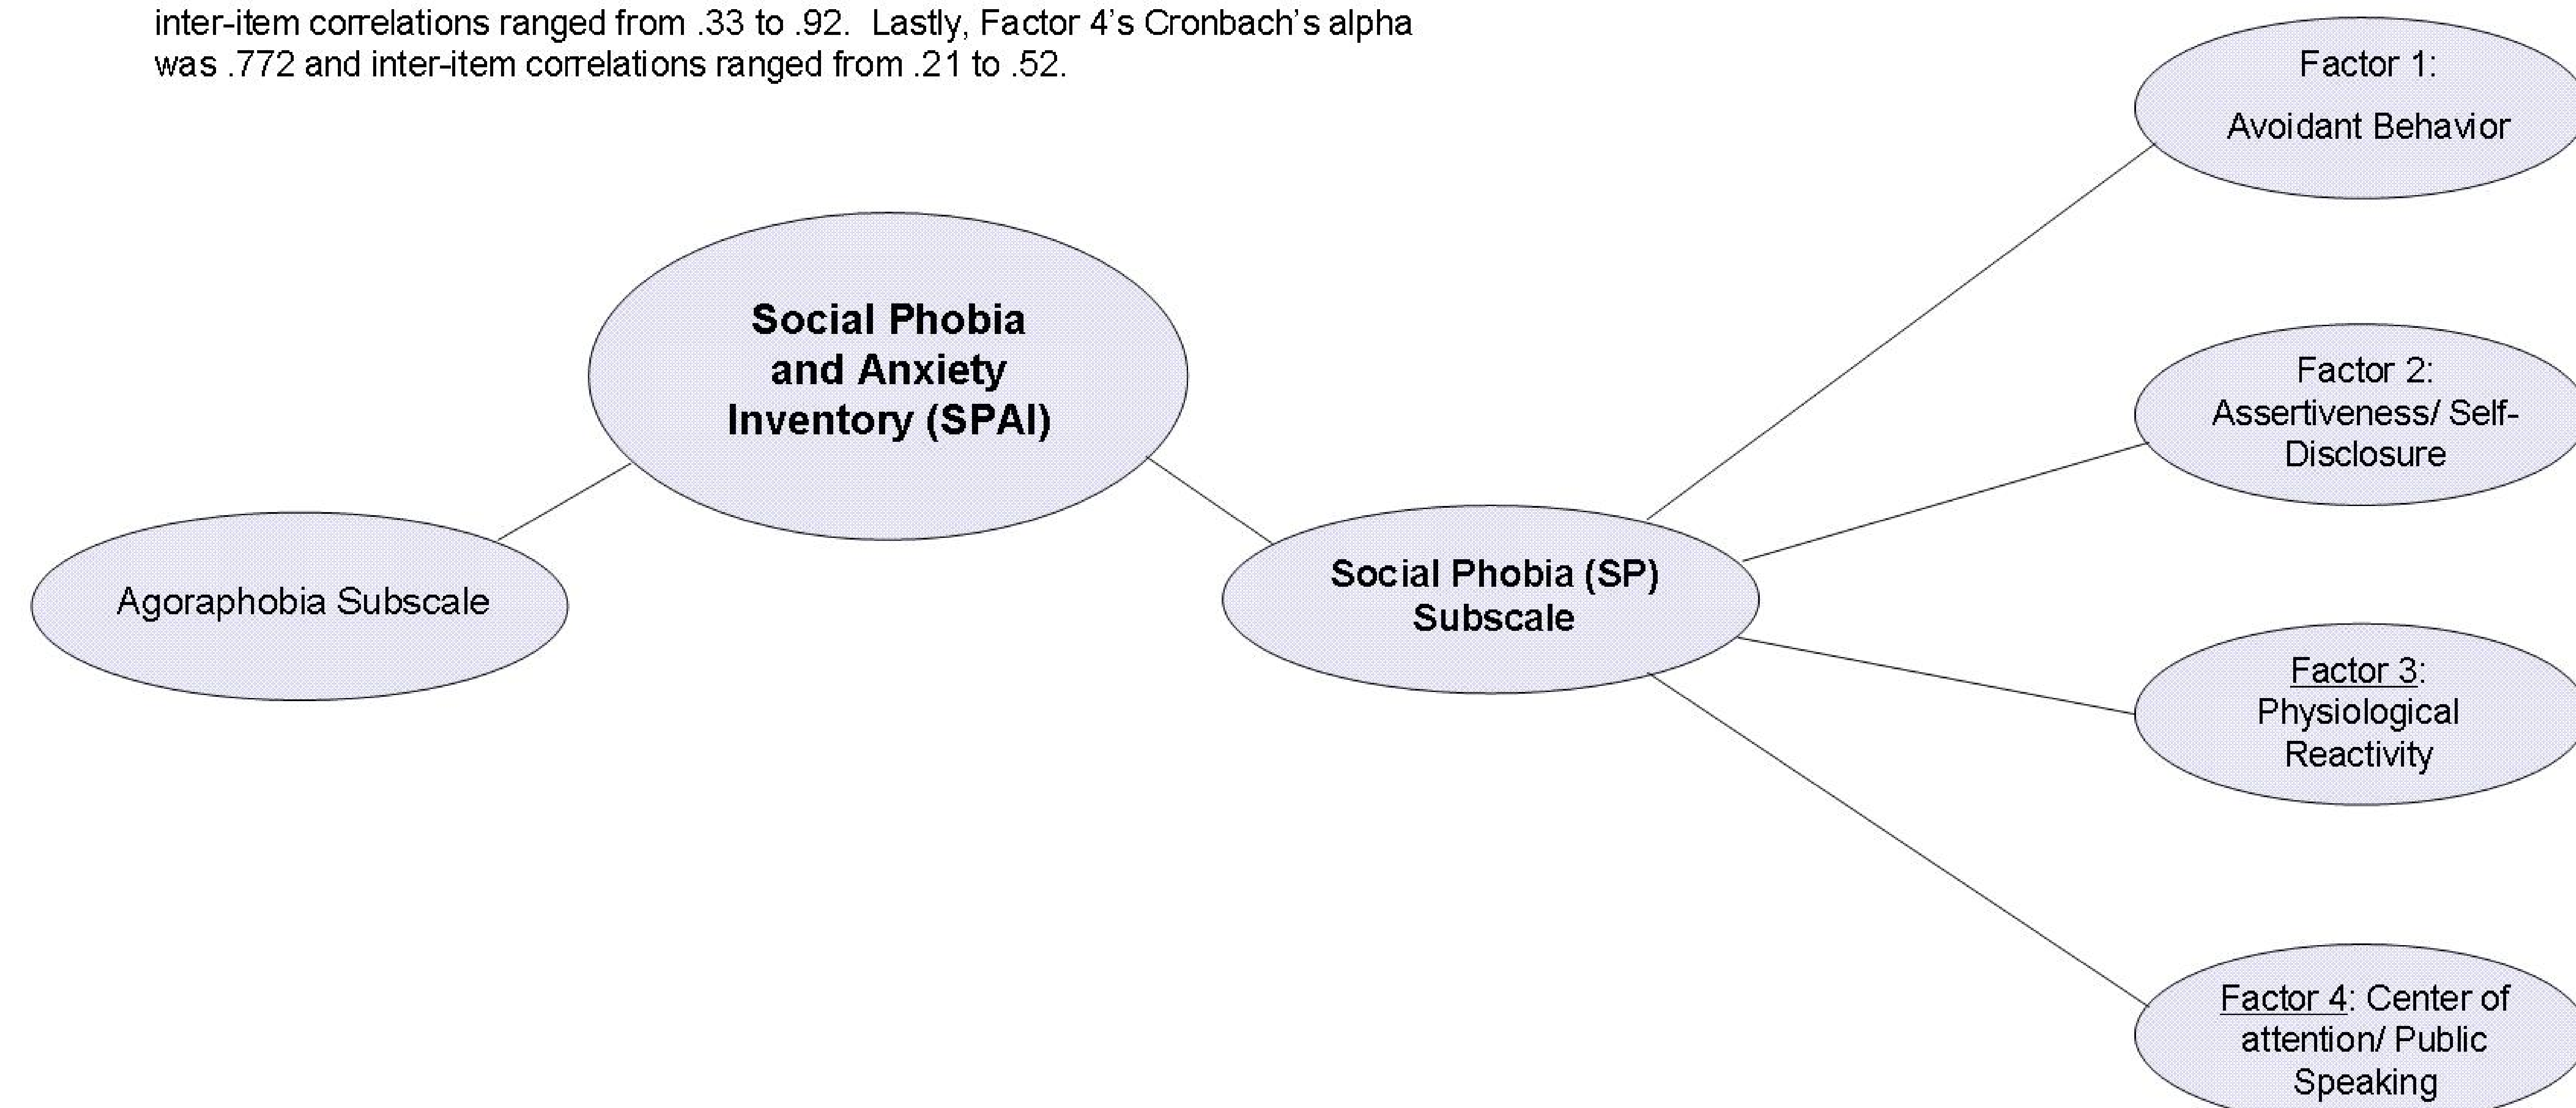 inter-item correlations ranged from .33 to .92.  Lastly, Factor 4's Cronbach's alpha
was .772 and inter-item correlations ranged from .21 to .52.
Social Phobia
and Anxiety
Inventory (SPAI)
Agoraphobia Subscale
Social Phobia (SP)
Subscale
Factor 1:
Avoidant Behavior
Factor 2:
Assertiveness/ Self-
Disclosure
Factor 3:
Physiological
Reactivity
Factor 4: Center of
attention/ Public
Speaking